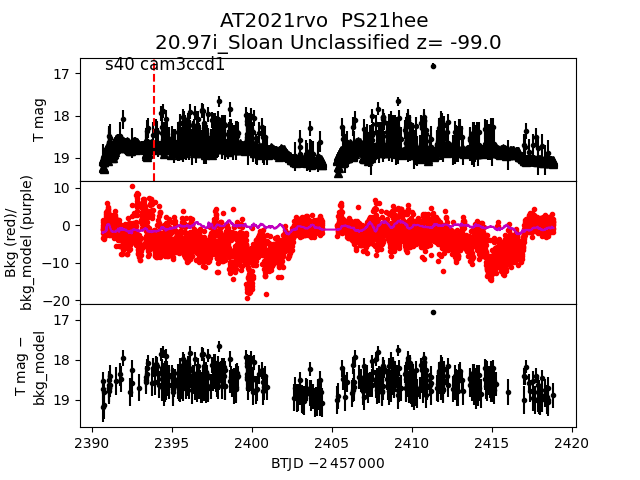 AT2021rvo  PS21hee
20.97i_Sloan Unclassified z= -99.0
s40 cam3ccd1
17
18
19
T mag
10
0
−10
−20
Bkg (red)/
bkg_model (purple)
17
18
19
T mag −
bkg_model
2390 2395 2400 2405 2410 2415 2420
BTJD −2 457 000